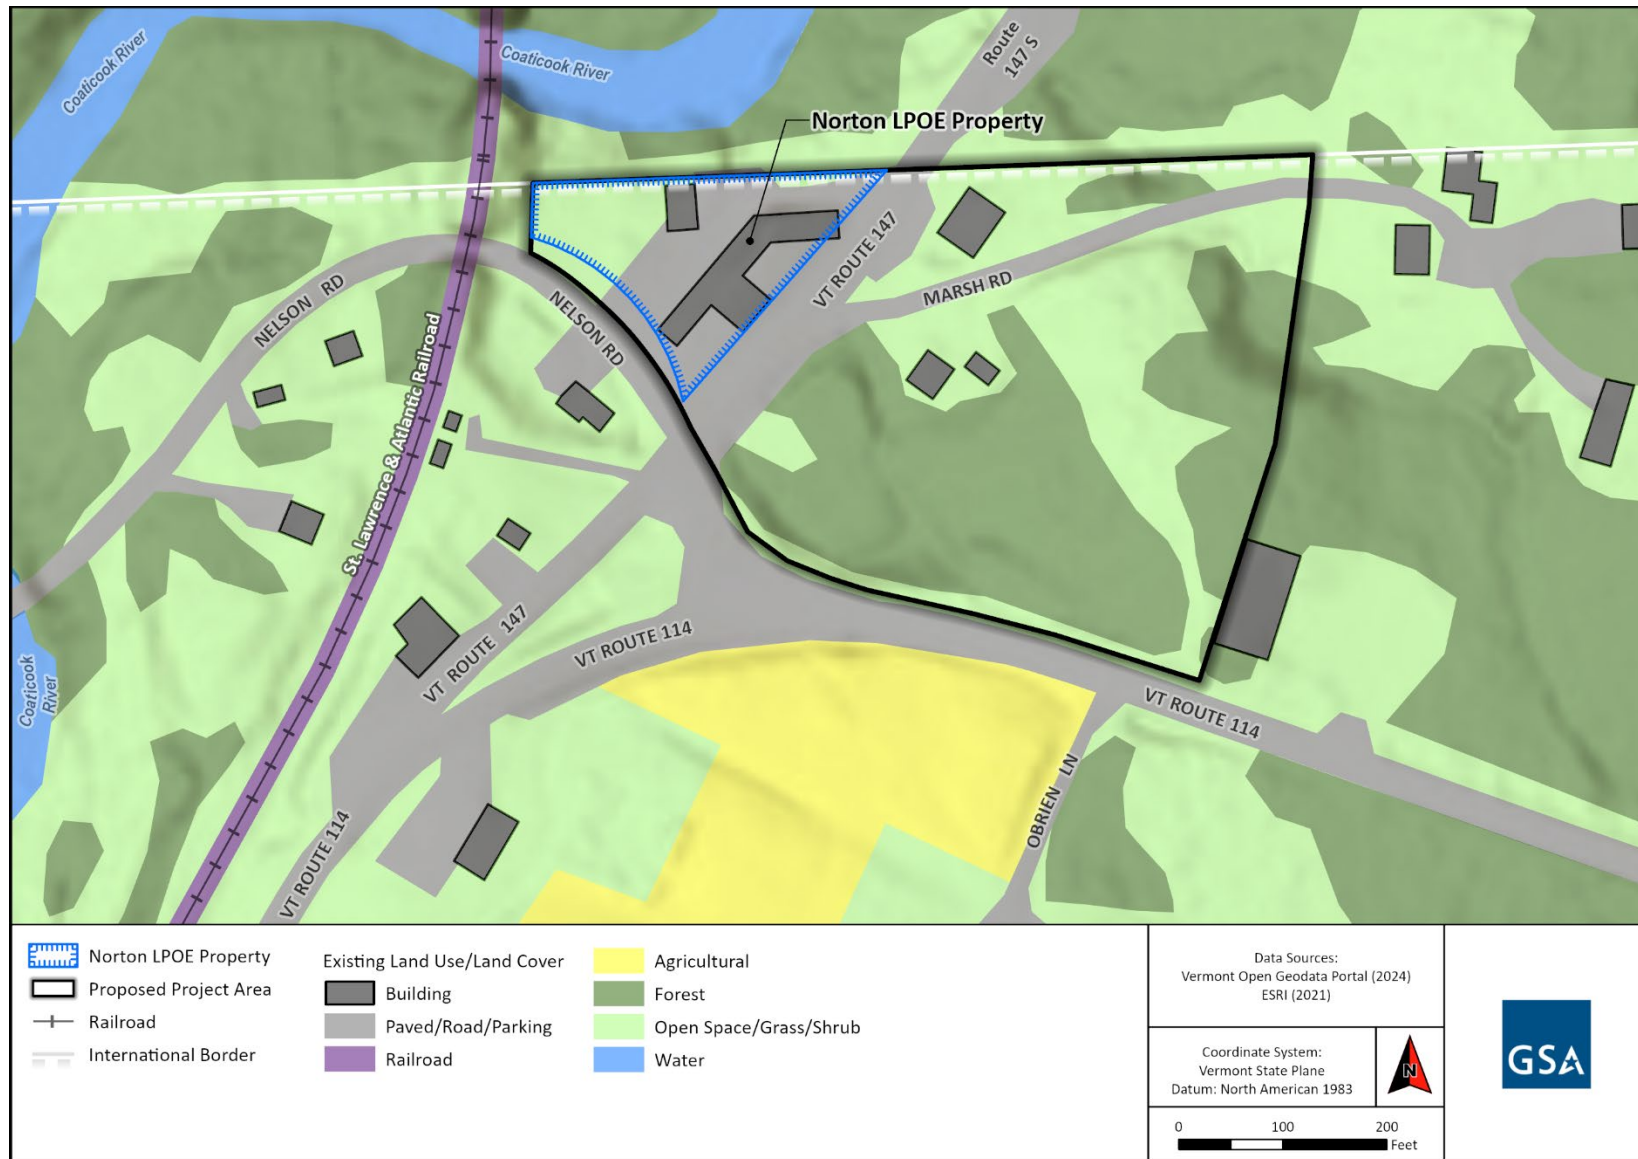 Coaticook River
Coaticook River
Route
147 S
Norton LPOE Property
NELSON RD
NELSON RD
VT ROUTE 147
MARSH RD
St. Lawrence & Atlantic Railroad
Coaticook
River
VT ROUTE 147
VT ROUTE 114
VT ROUTE 114
VT ROUTE 114
OBRIEN LN
Norton LPOE Property
Proposed Project Area
Railroad
International Border
Existing Land Use/Land Cover
Building
Paved/Road/Parking
Railroad
Agricultural
Forest
Open Space/Grass/Shrub
Water
Data Sources:
Vermont Open Geodata Portal (2024)
ESRI (2021)
Coordinate System:
Vermont State Plane
Datum: North American 1983
N
0 100 200
Feet
GSA